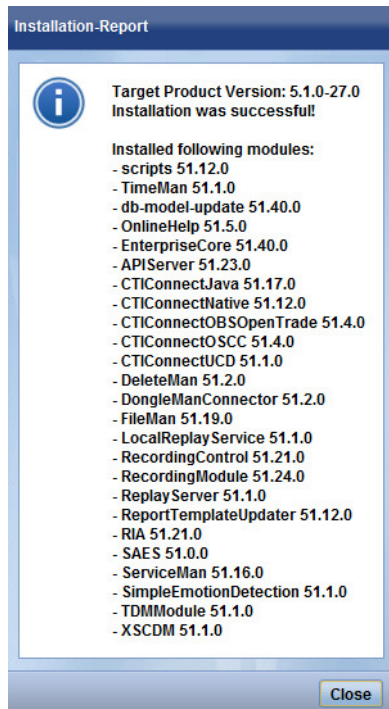 Installation-Report
Target Product Version: 5.1.0-27.0
Installation was successful!
Installed following modules:
- scripts 51.12.0
- TimeMan 51.1.0
- db-model-update 51.40.0
- OnlineHelp 51.5.0
- EnterpriseCore 51.40.0
- APIServer 51.23.0
- CTIConnectJava 51.17.0
- CTIConnectNative 51.12.0
- CTIConnectOBSOpenTrade 51.4.0
- CTIConnectOSCC 51.4.0
- CTIConnectUCD 51.1.0
- DeleteMan 51.2.0
- DongleManConnector 51.2.0
- FileMan 51.19.0
- LocalReplayService 51.1.0
- RecordingControl 51.21.0
- RecordingModule 51.24.0
- ReplayServer 51.1.0
- ReportTemplateUpdater 51.12.0
- RIA 51.21.0
- SAES 51.0.0
- ServiceMan 51.16.0
- SimpleEmotionDetection 51.1.0
- TDMModule 51.1.0
- XSCDM 51.1.0
Close